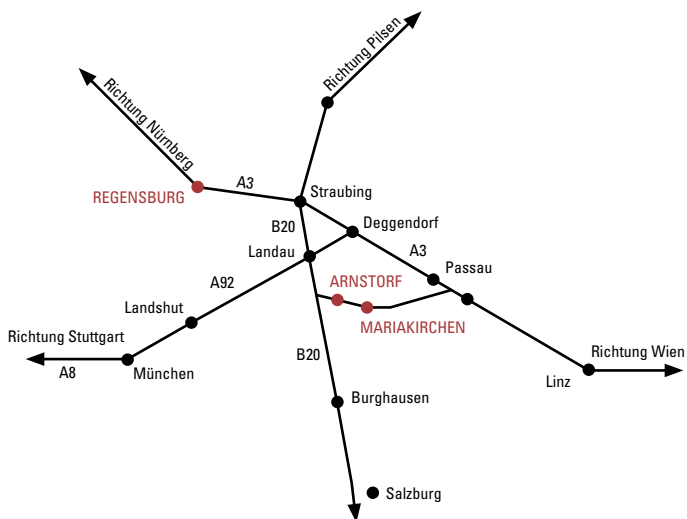 Richtung Pilsen
Richtung Nürnberg
A3
REGENSBURG
Straubing
B20
Deggendorf
Landau
A3
Passau
A92
ARNSTORF
Landshut
MARIAKIRCHEN
Richtung Stuttgart
B20
Richtung Wien
A8
München
Linz
Burghausen
Salzburg